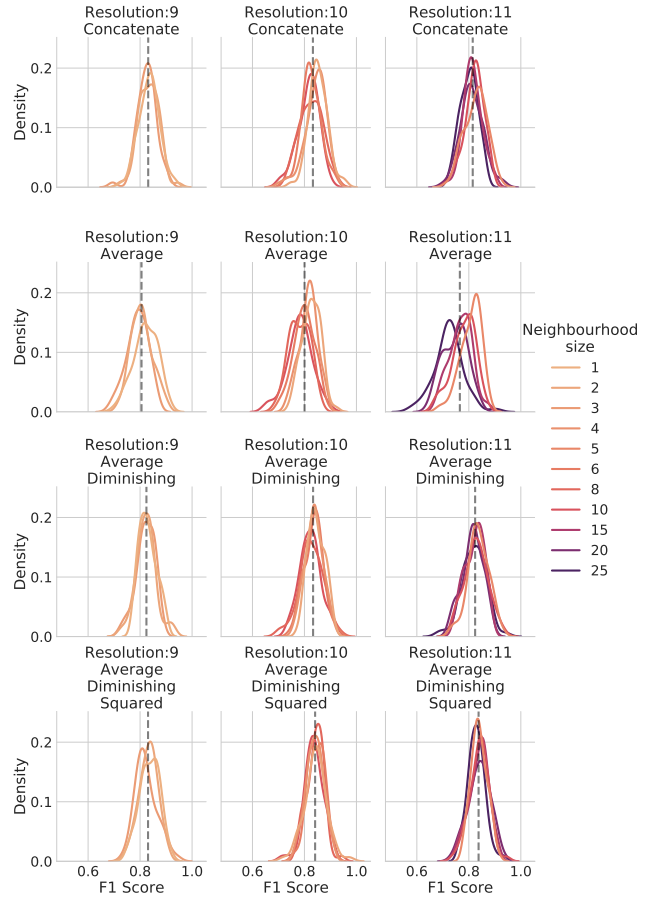 Resolution:9
Concatenate
Resolution:10
Concatenate
Resolution:11
Concatenate
Density
0.2
0.1
0.0
Resolution:9
Average
Resolution:10
Average
Resolution:11
Average
Density
0.2
0.1
0.0
Neighbourhood
size
1
2
3
4
5
6
8
10
15
20
25
Resolution:9
Average
Diminishing
Resolution:10
Average
Diminishing
Resolution:11
Average
Diminishing
Density
0.2
0.1
0.0
Resolution:9
Average
Diminishing
Squared
Resolution:10
Average
Diminishing
Squared
Resolution:11
Average
Diminishing
Squared
Density
0.2
0.1
0.0
0.6 0.8 1.0
F1 Score
0.6 0.8 1.0
F1 Score
0.6 0.8 1.0
F1 Score